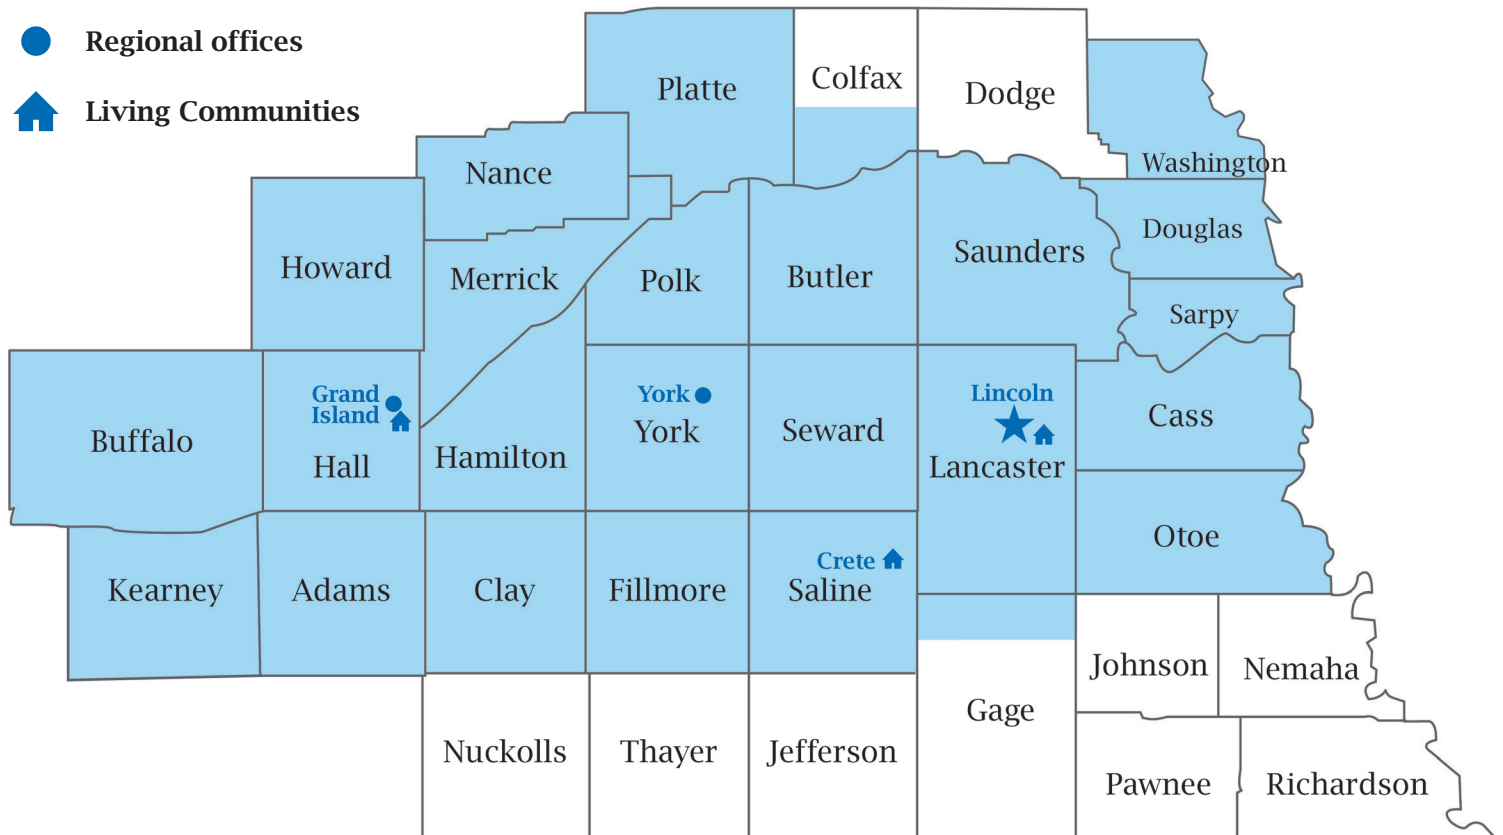 Regional offices
Living Communities
Platte
Colfax
Dodge
Washington
Nance
Howard
Merrick
Polk
Butler
Saunders
Douglas
Sarpy
Buffalo
Grand
Island
Hall
Hamilton
York
York
Seward
Lincoln
Lancaster
Cass
Otoe
Kearney
Adams
Clay
Fillmore
Crete
Saline
Johnson
Nemaha
Gage
Nuckolls
Thayer
Jefferson
Pawnee
Richardson